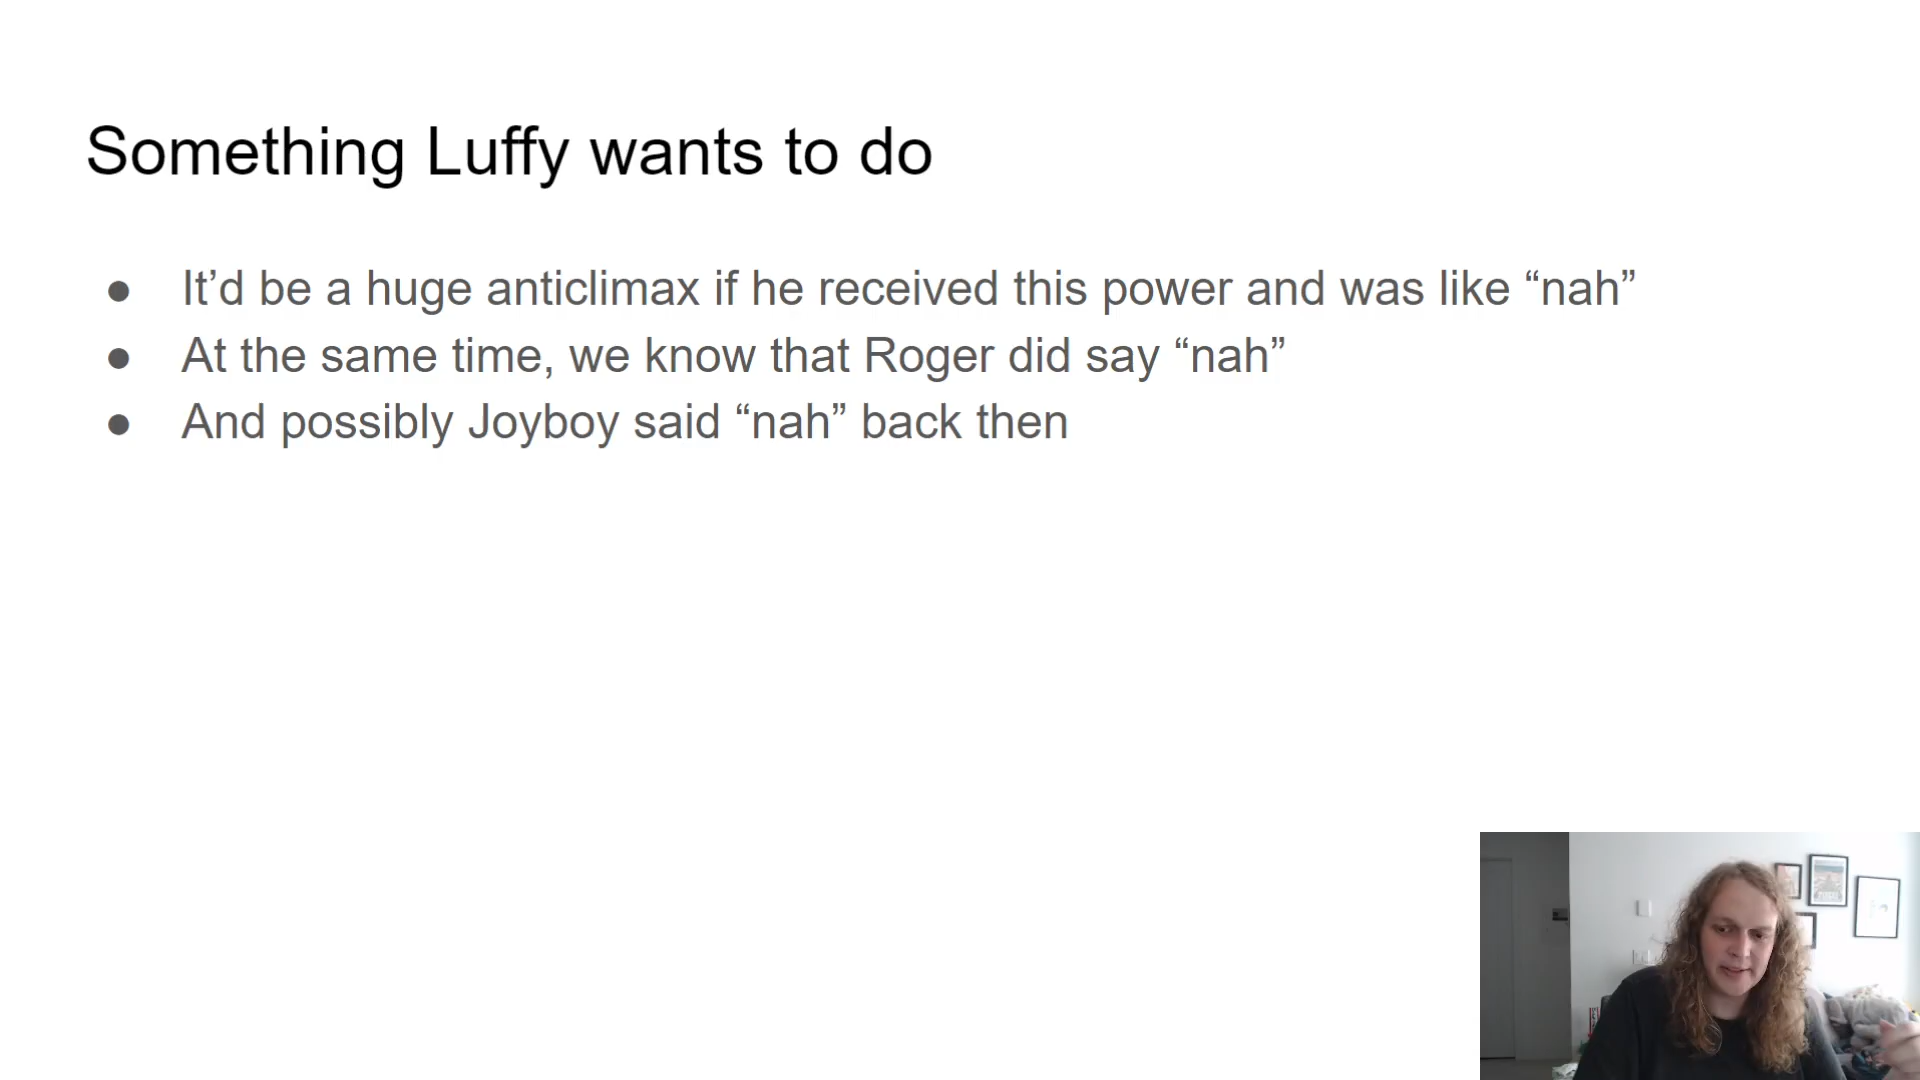 Something Luffy wants to do
● It’d be a huge anticlimax if he received this power and was like “nah”
● At the same time, we know that Roger did say “nah”
● And possibly Joyboy said “nah” back then